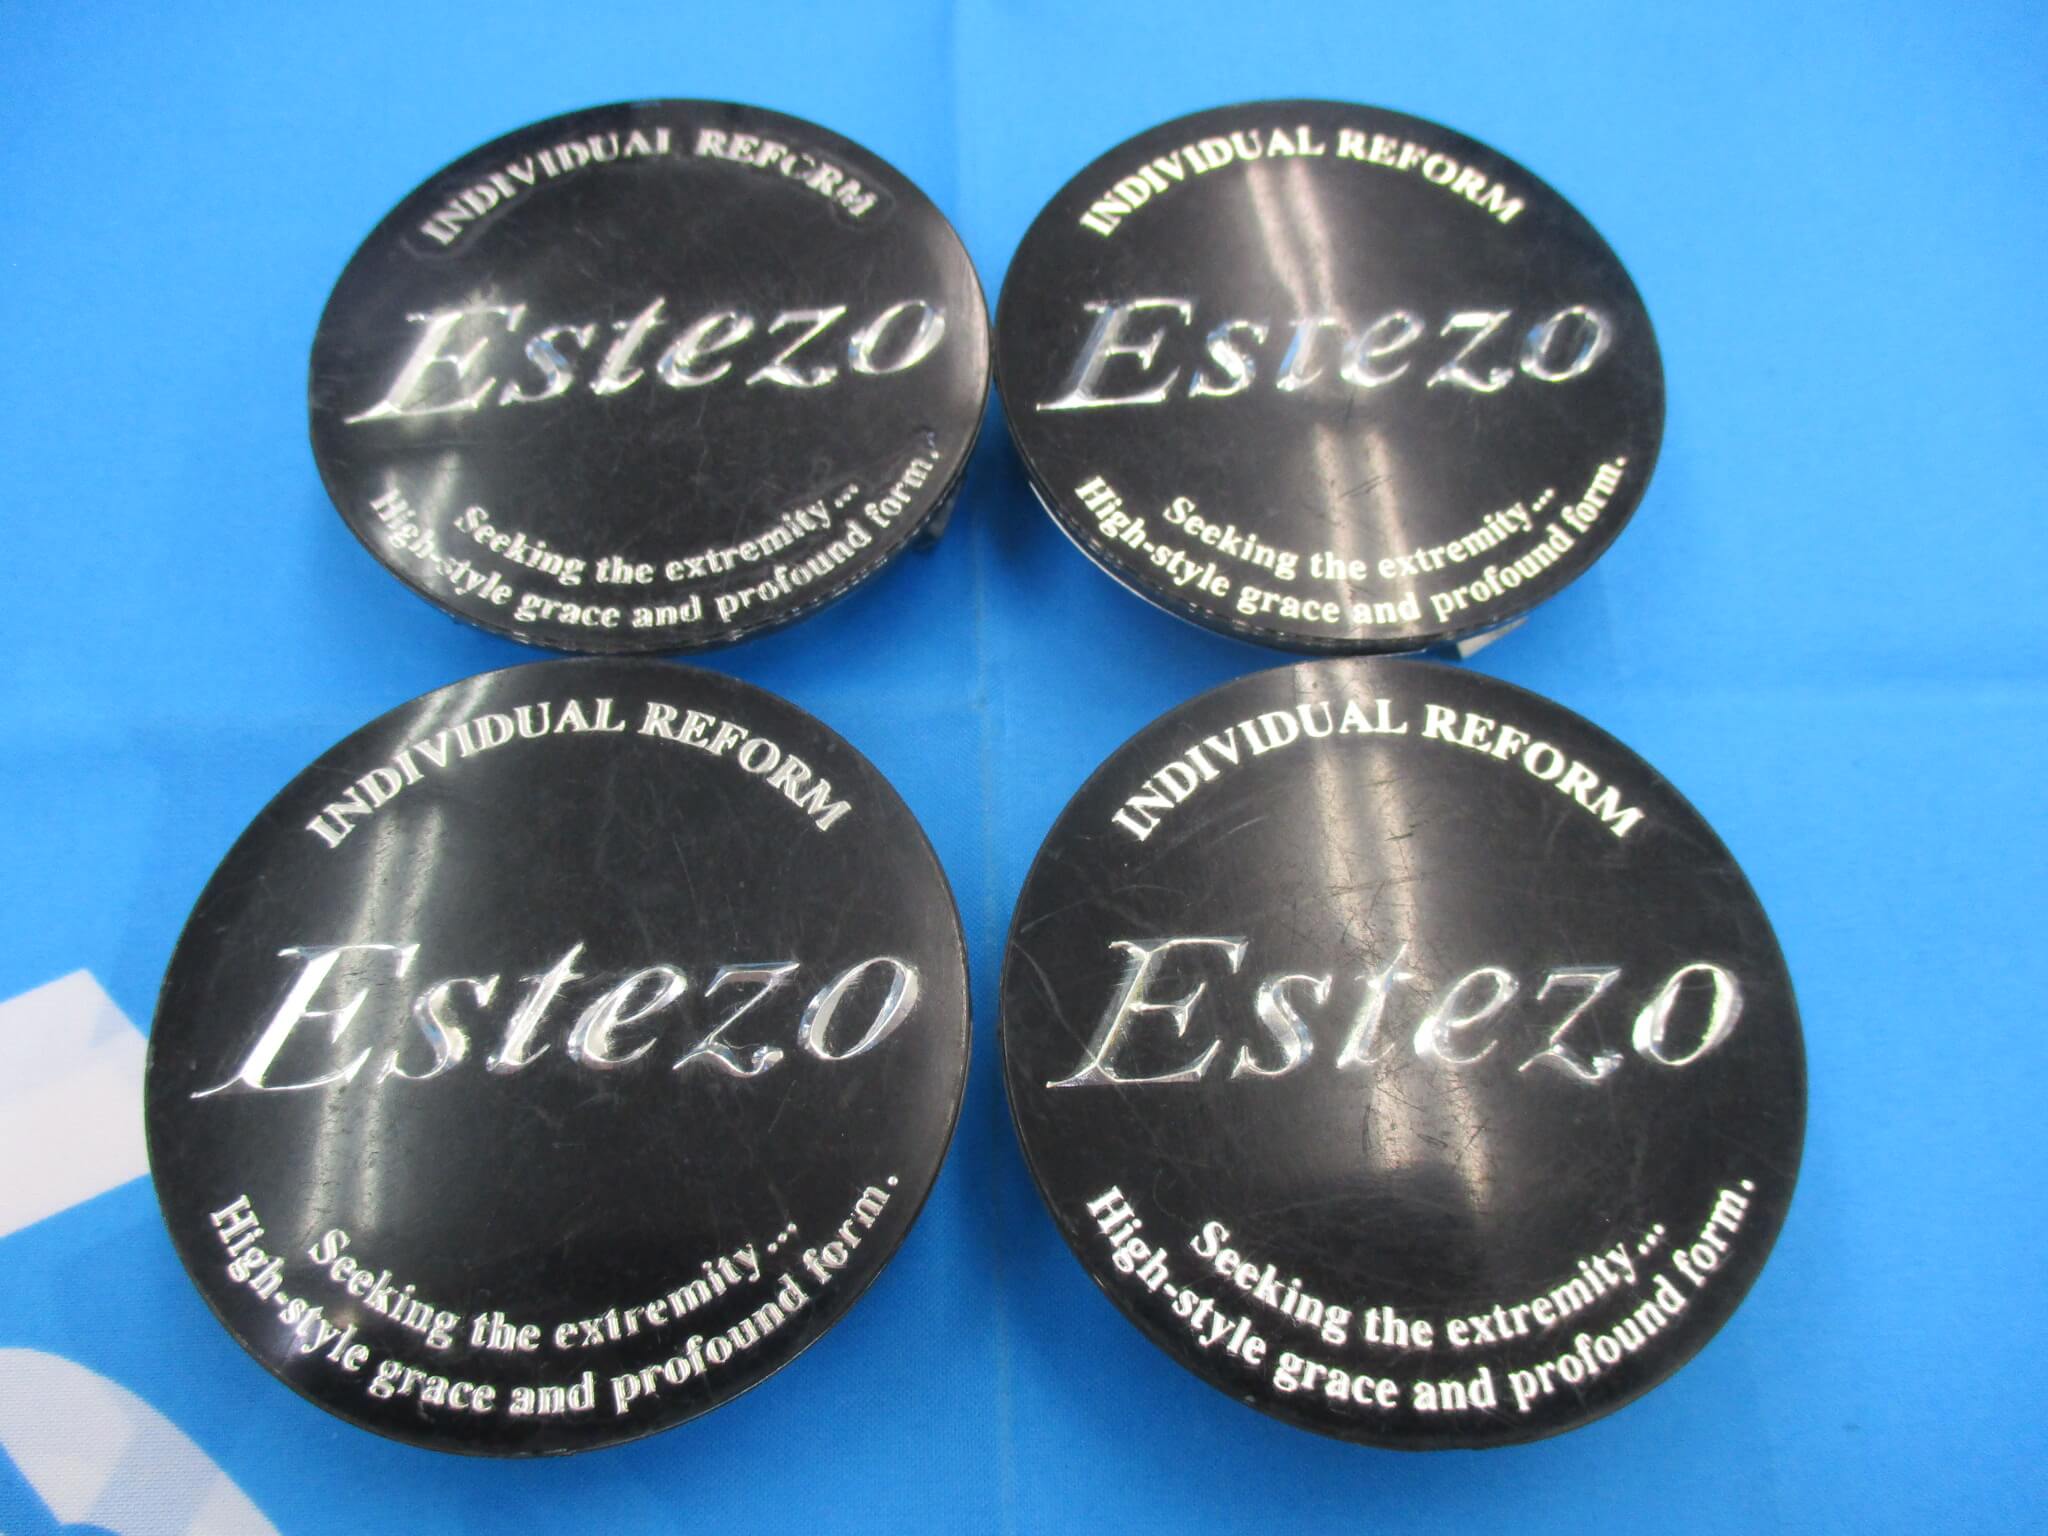 INDIVIDUAL REFORM
Estezo
Seeking the extremity...
High-style grace and profound form.
INDIVIDUAL REFORM
Estezo
Seeking the extremity...
High-style grace and profound form.
INDIVIDUAL REFORM
Estezo
Seeking the extremity...
High-style grace and profound form.
INDIVIDUAL REFORM
Estezo
Seeking the extremity...
High-style grace and profound form.